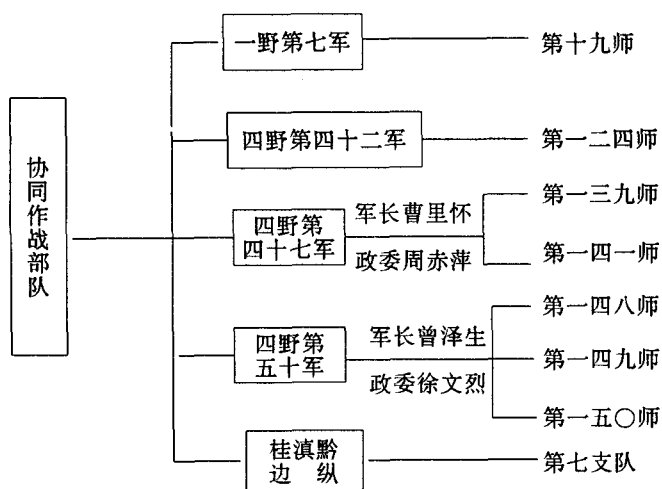 协同作战部队
一野第七军
第十九师
四野第四十二军
第一二四师
四野第
四十七军
军长曹里怀
政委周赤萍
第一三九师
第一四一师
四野第
五十军
军长曾泽生
政委徐文烈
第一四八师
第一四九师
第一五〇师
桂滇黔
边纵
第七支队